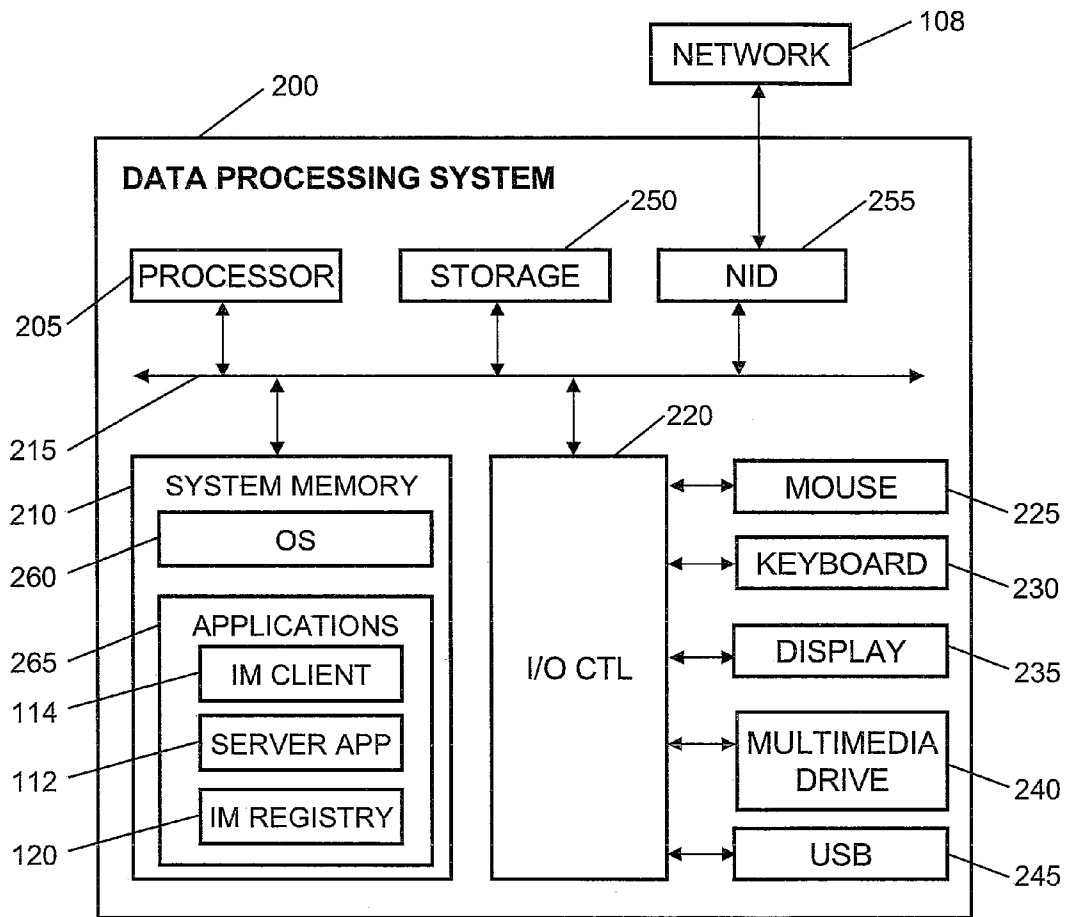 NETWORK
108
200
DATA PROCESSING SYSTEM
250
255
PROCESSOR
STORAGE
NID
205
215
220
SYSTEM MEMORY
210
OS
260
APPLICATIONS
265
IM CLIENT
114
SERVER APP
112
IM REGISTRY
120
I/O CTL
MOUSE
225
KEYBOARD
230
DISPLAY
235
MULTIMEDIA
DRIVE
240
USB
245